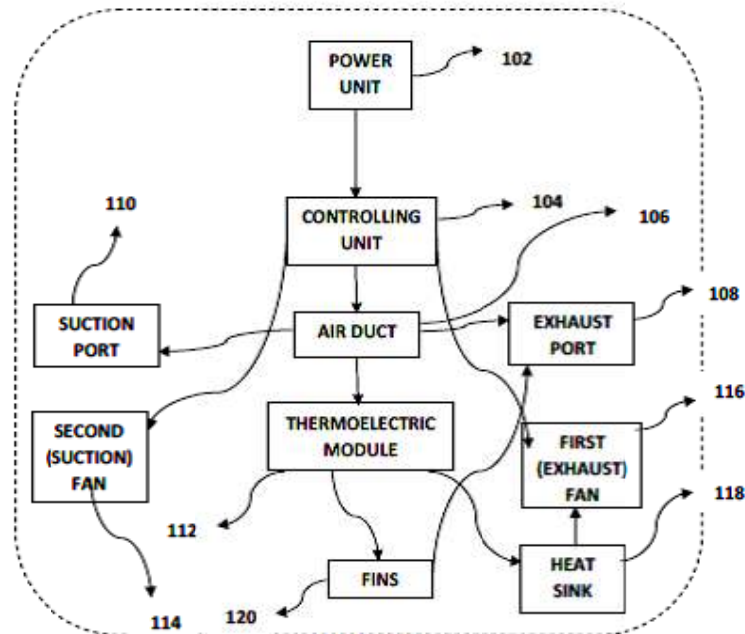 POWER
UNIT
102
110
CONTROLLING
UNIT
104
106
SUCTION
PORT
AIR DUCT
EXHAUST
PORT
108
SECOND
(SUCTION)
FAN
THERMOELECTRIC
MODULE
FIRST
(EXHAUST)
FAN
116
112
118
FINS
HEAT
SINK
114
120